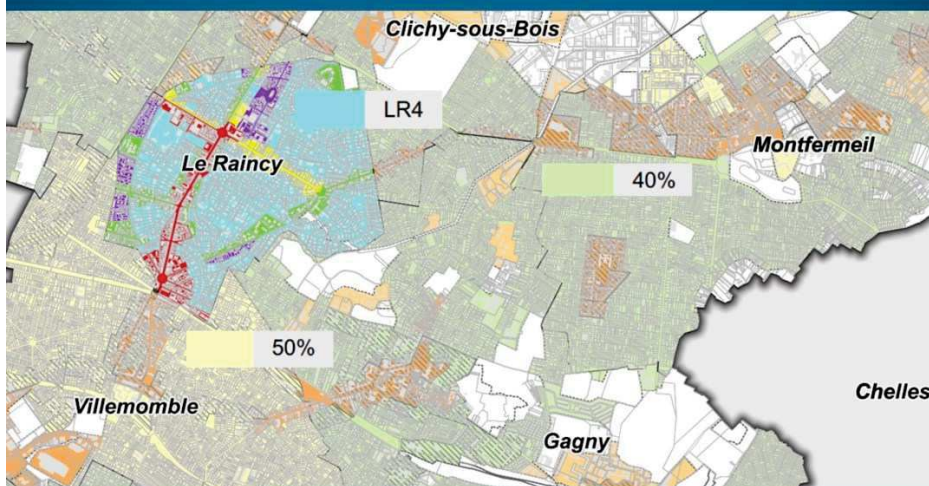 Clichy-sous-Bois
LR4
Le Raincy
Montfermeil
40%
50%
Villemomble
Chelles
Gagny